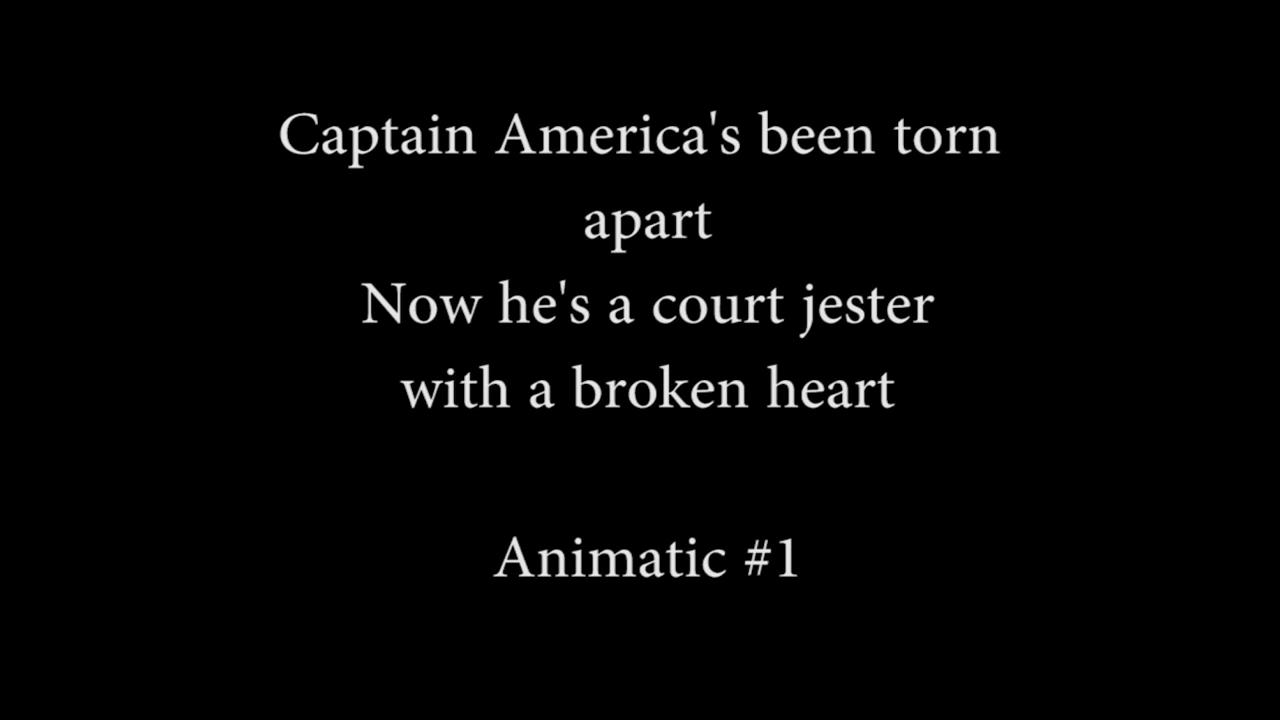 Captain America's been torn
apart
Now he's a court jester
with a broken heart
Animatic #1